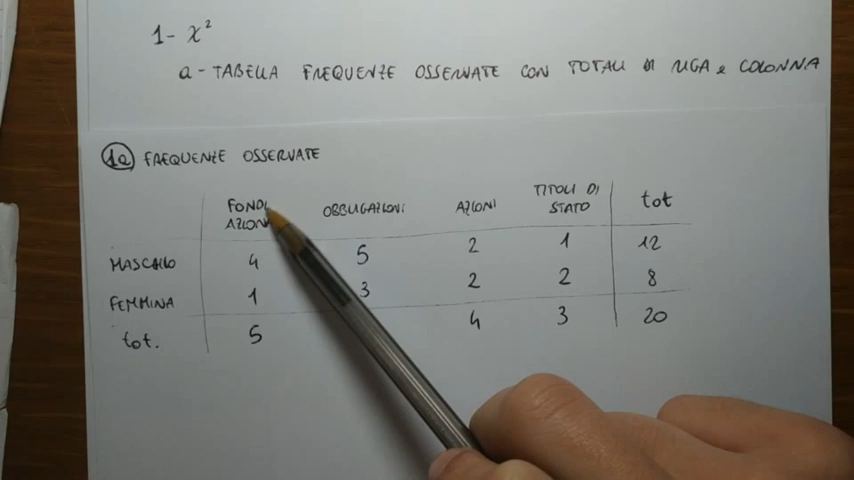 1- χ²
a - TABELLA FREQUENZE OSSERVATE CON TOTALI DI RIGA e COLONNA
1a FREQUENZE OSSERVATE
FONDI AZIONI OBBLIGAZIONI AZIONI TITOLI DI STATO tot
MASCHIO 4 5 2 1 12
FEMMINA 1 3 2 2 8
tot. 5 4 3 20